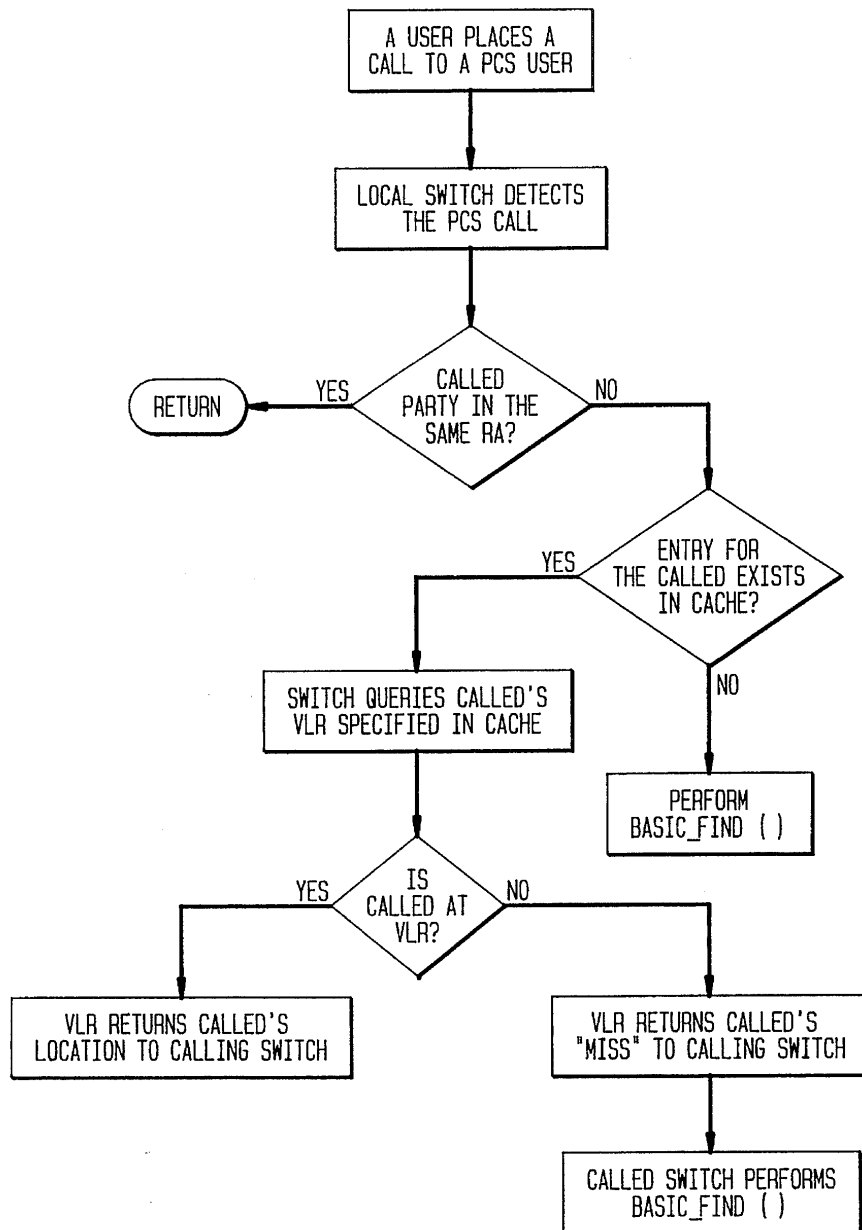 A USER PLACES A
CALL TO A PCS USER
LOCAL SWITCH DETECTS
THE PCS CALL
CALLED
PARTY IN THE
SAME RA?
YES
NO
RETURN
ENTRY FOR
THE CALLED EXISTS
IN CACHE?
YES
NO
SWITCH QUERIES CALLED'S
VLR SPECIFIED IN CACHE
PERFORM
BASIC_FIND ( )
IS
CALLED AT
VLR?
YES
NO
VLR RETURNS CALLED'S
LOCATION TO CALLING SWITCH
VLR RETURNS CALLED'S
"MISS" TO CALLING SWITCH
CALLED SWITCH PERFORMS
BASIC_FIND ( )